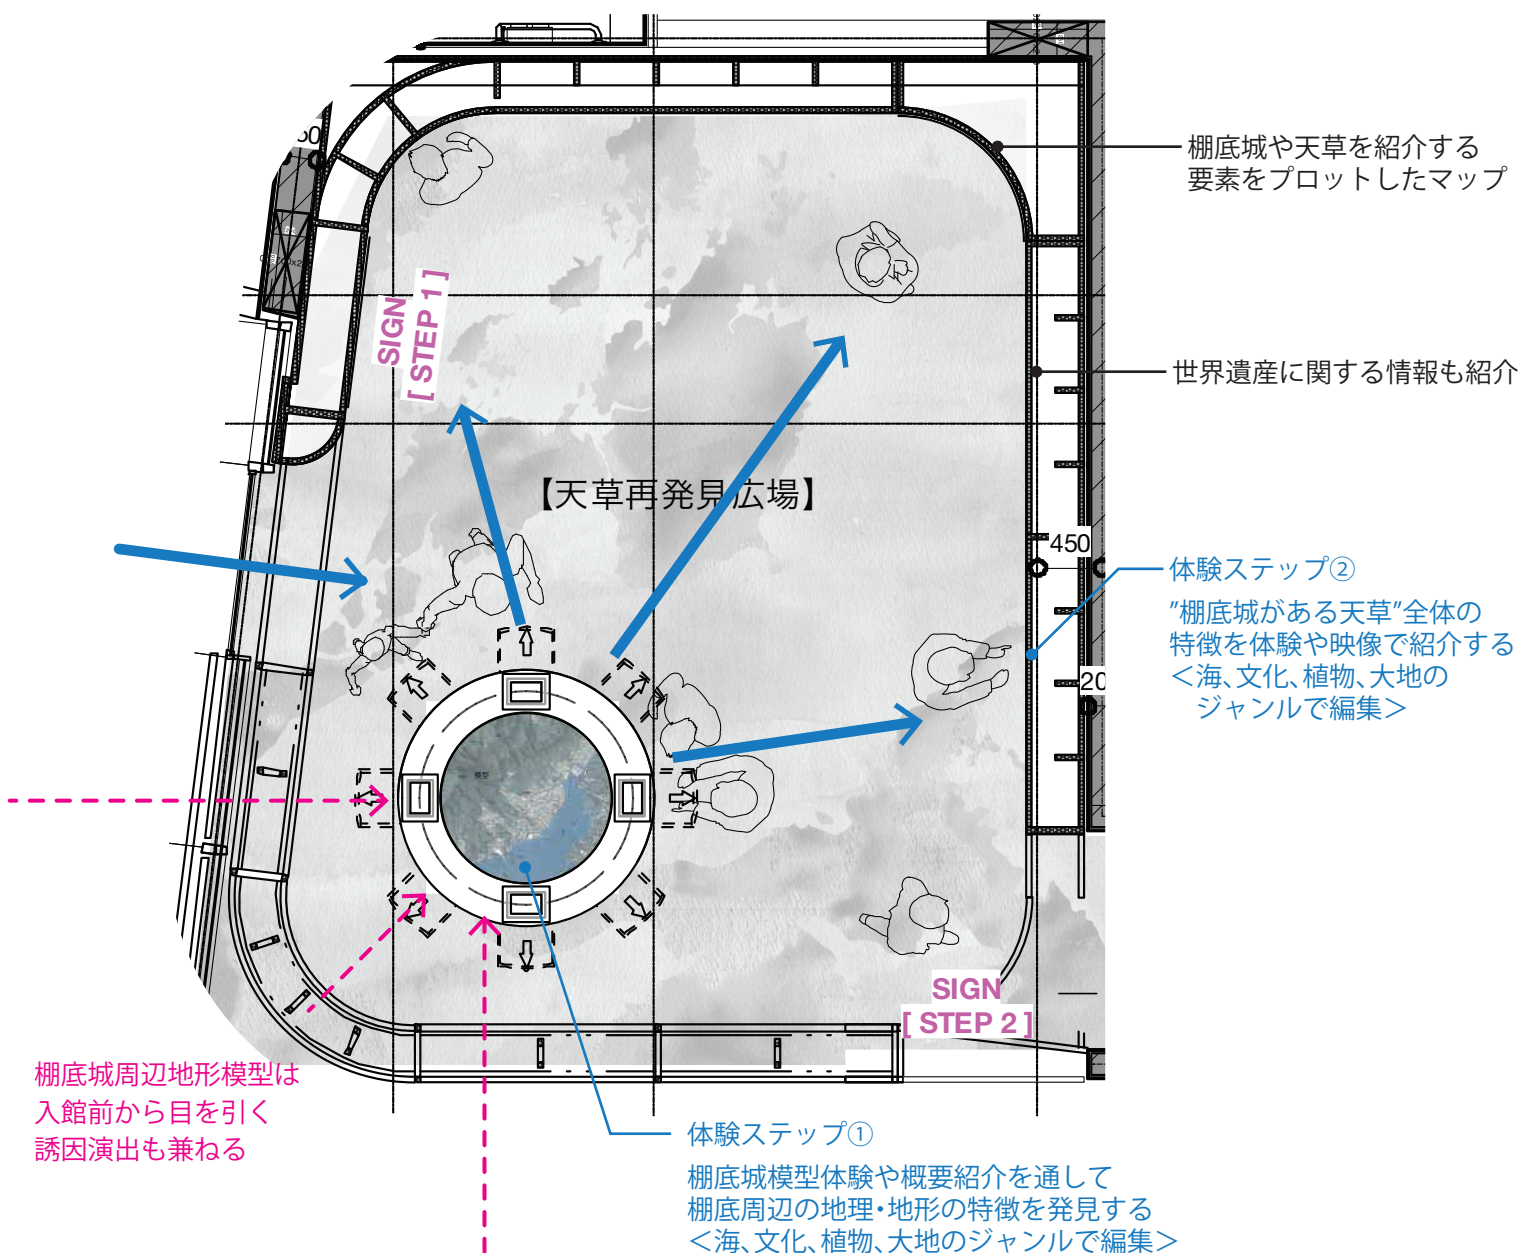 棚底城や天草を紹介する
要素をプロットしたマップ
SIGN
[ STEP 1 ]
世界遺産に関する情報も紹介
【天草再発見広場】
450
体験ステップ②
”棚底城がある天草”全体の
特徴を体験や映像で紹介する
＜海、文化、植物、大地の
ジャンルで編集＞
20
模型
SIGN
[ STEP 2 ]
棚底城周辺地形模型は
入館前から目を引く
誘因演出も兼ねる
体験ステップ①
棚底城模型体験や概要紹介を通して
棚底周辺の地理・地形の特徴を発見する
＜海、文化、植物、大地のジャンルで編集＞